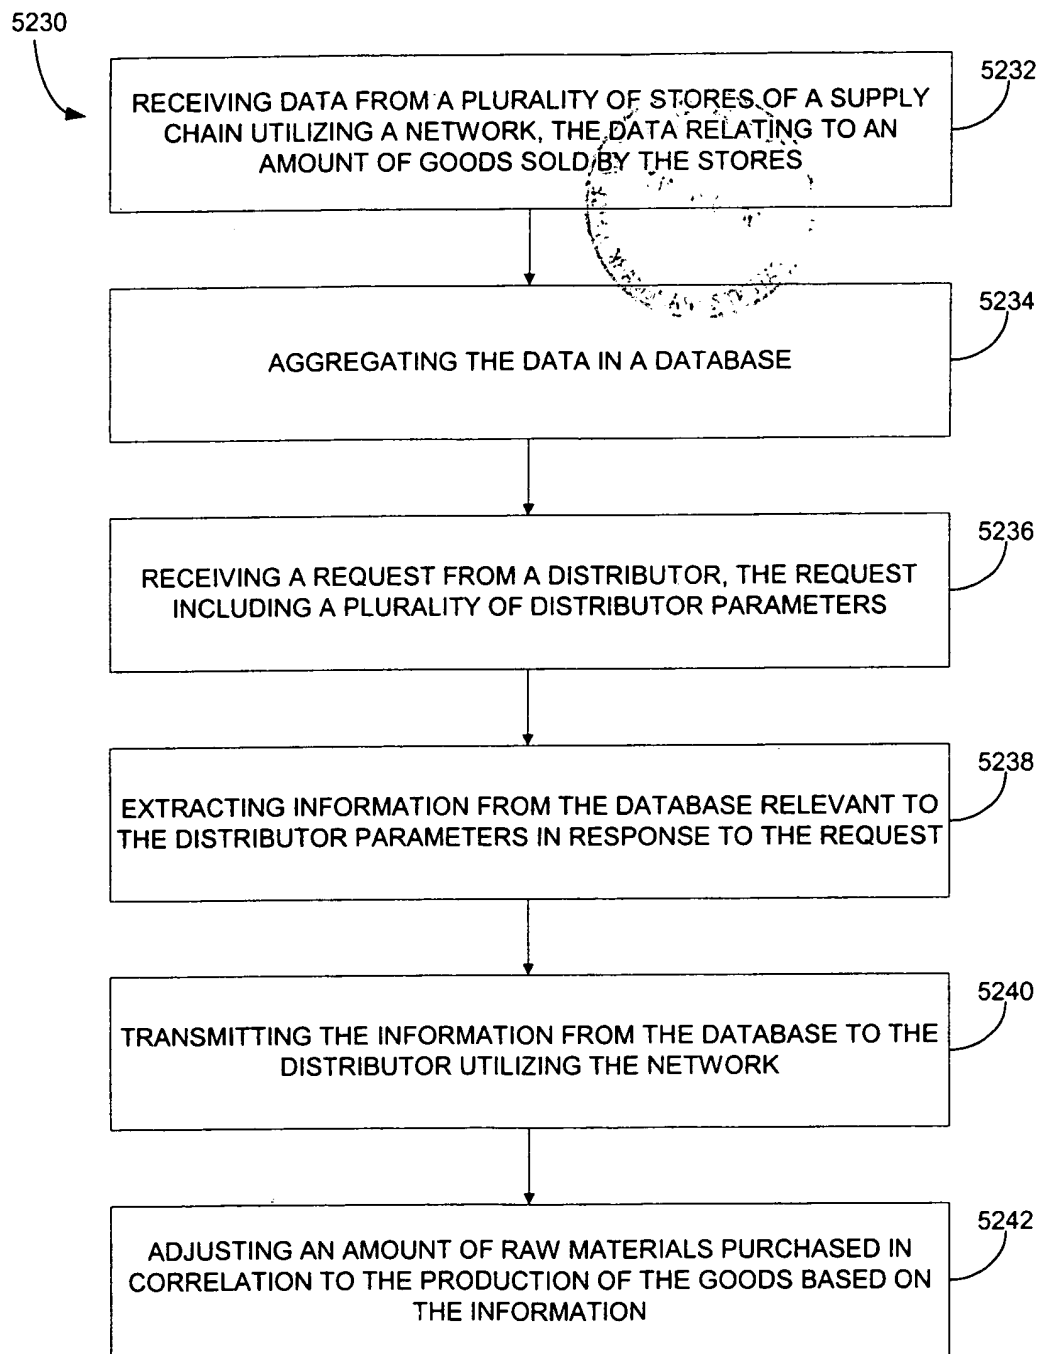 5230
5232
RECEIVING DATA FROM A PLURALITY OF STORES OF A SUPPLY
CHAIN UTILIZING A NETWORK, THE DATA RELATING TO AN
AMOUNT OF GOODS SOLD BY THE STORES
5234
AGGREGATING THE DATA IN A DATABASE
5236
RECEIVING A REQUEST FROM A DISTRIBUTOR, THE REQUEST
INCLUDING A PLURALITY OF DISTRIBUTOR PARAMETERS
5238
EXTRACTING INFORMATION FROM THE DATABASE RELEVANT TO
THE DISTRIBUTOR PARAMETERS IN RESPONSE TO THE REQUEST
5240
TRANSMITTING THE INFORMATION FROM THE DATABASE TO THE
DISTRIBUTOR UTILIZING THE NETWORK
5242
ADJUSTING AN AMOUNT OF RAW MATERIALS PURCHASED IN
CORRELATION TO THE PRODUCTION OF THE GOODS BASED ON
THE INFORMATION